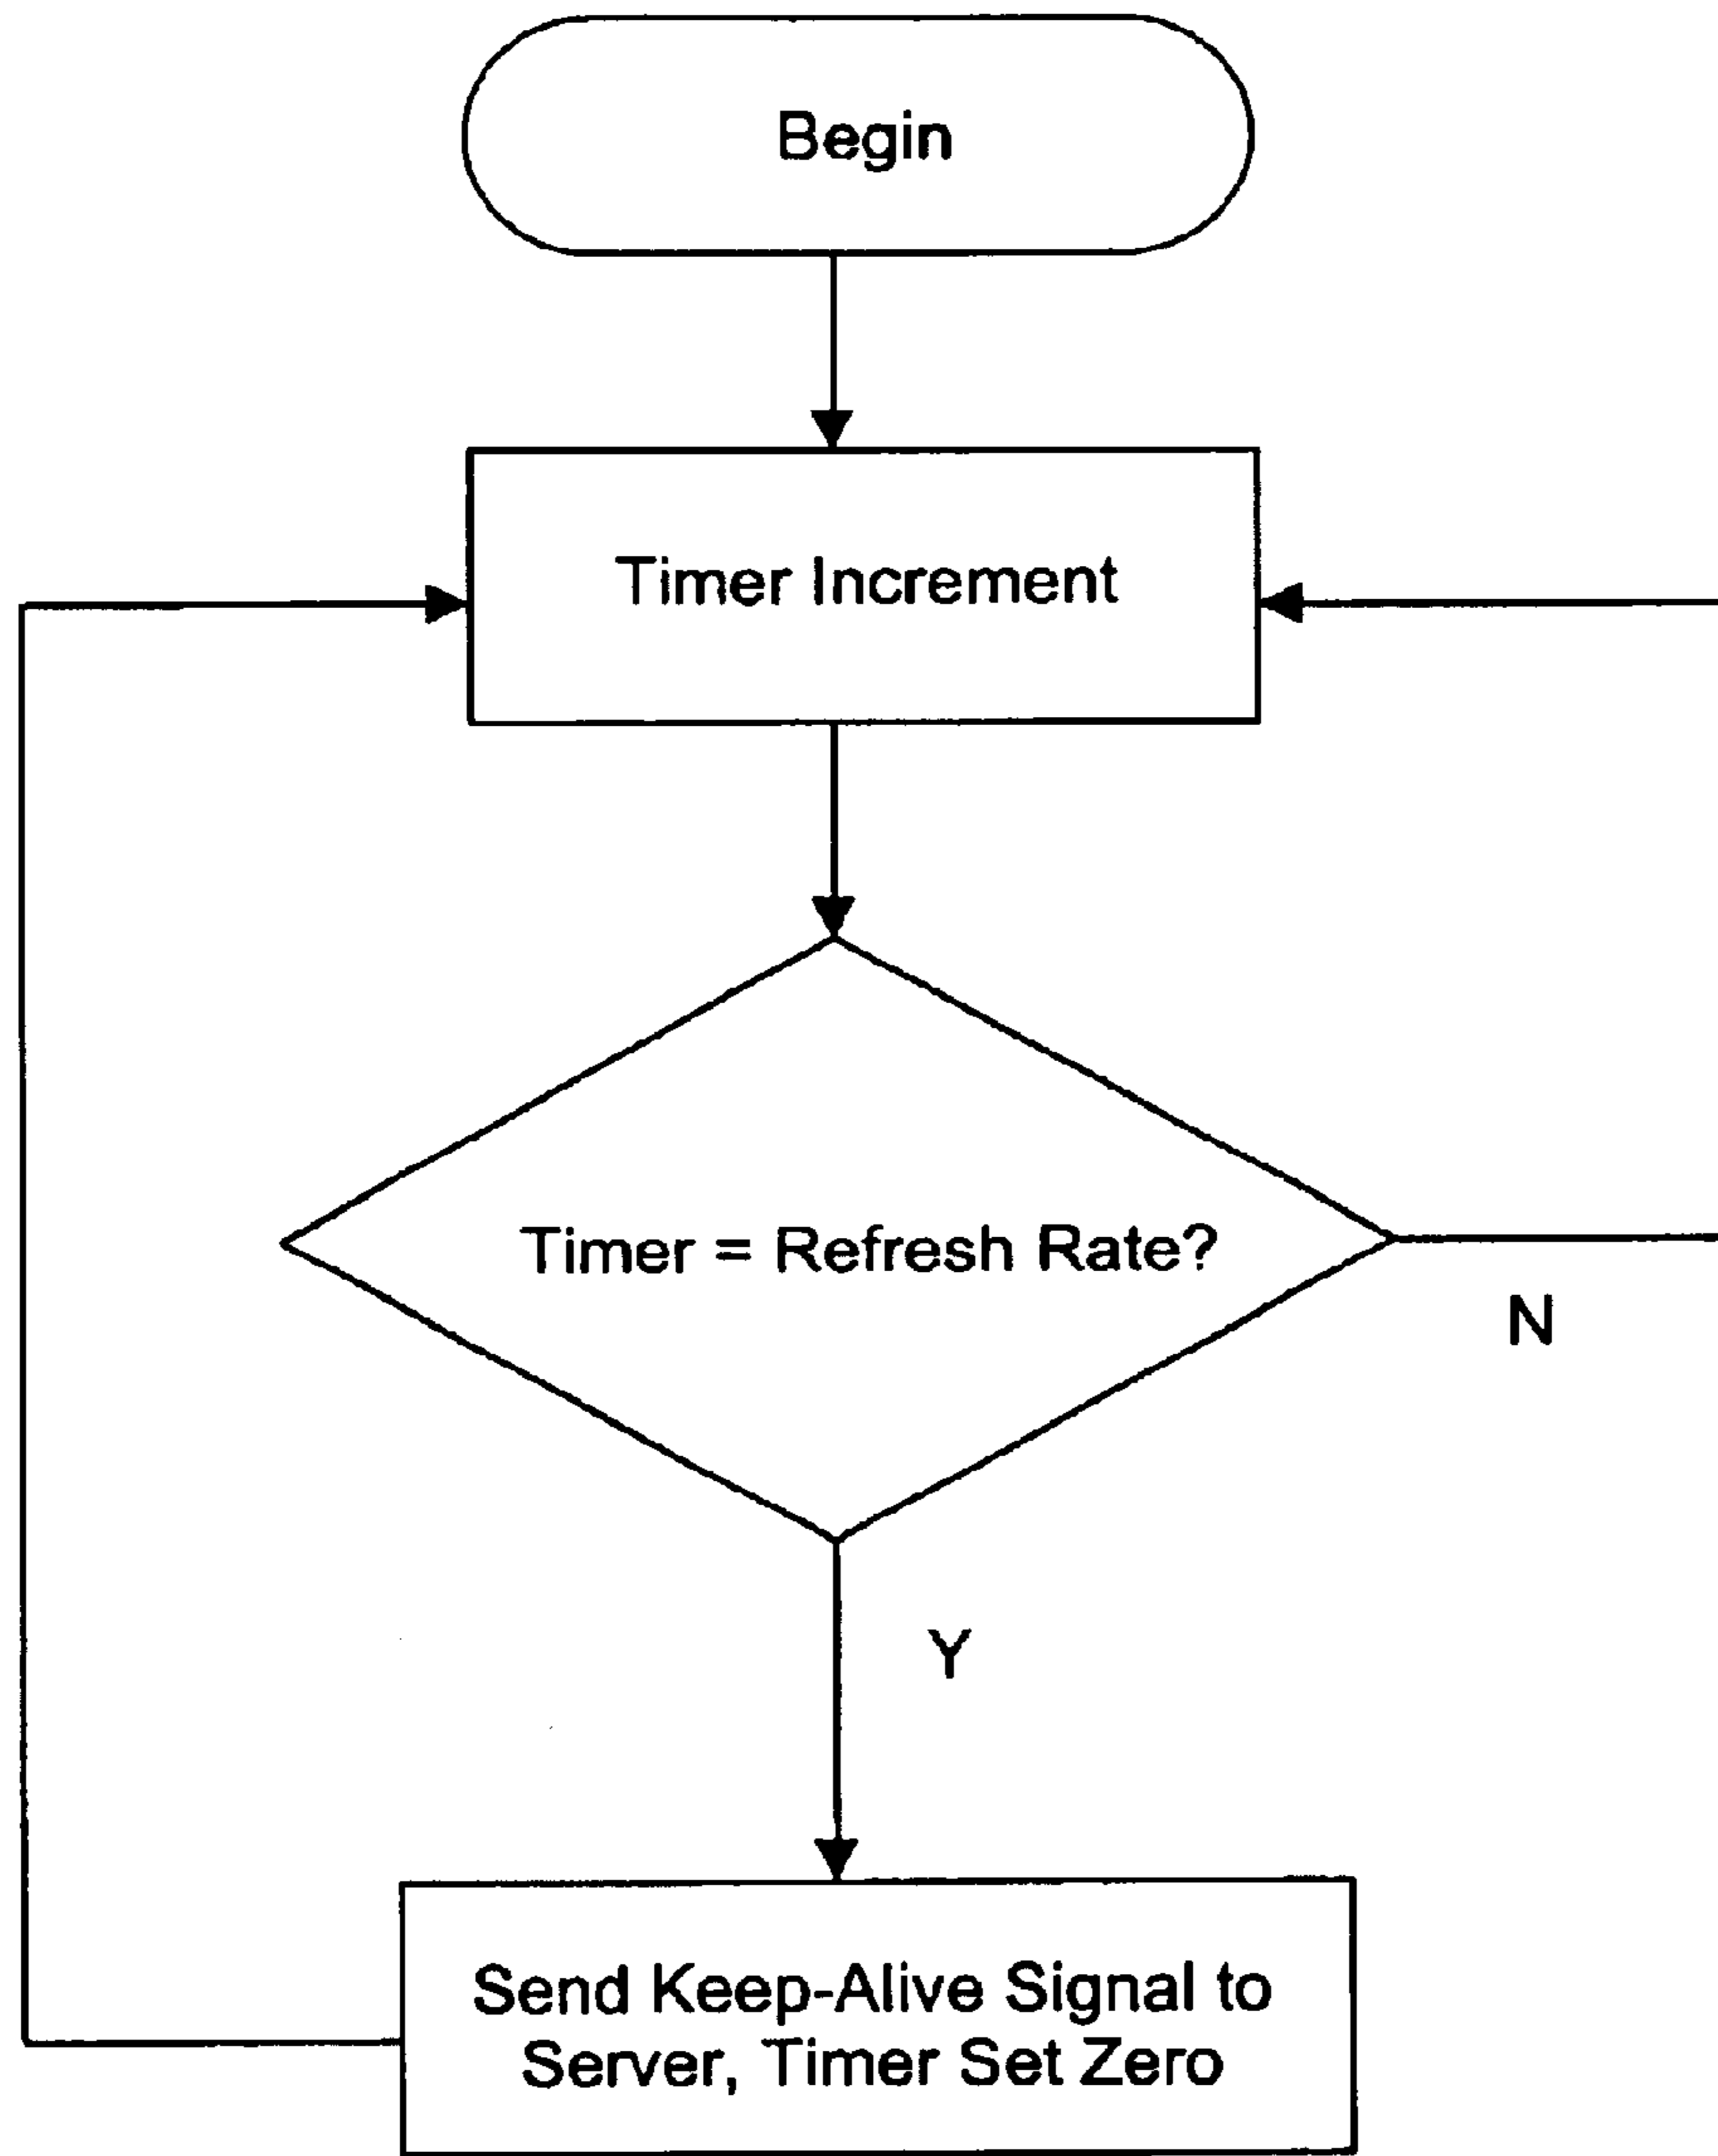 Begin
Timer Increment
Timer = Refresh Rate?
N
Y
Send Keep-Alive Signal to
Server, Timer Set Zero